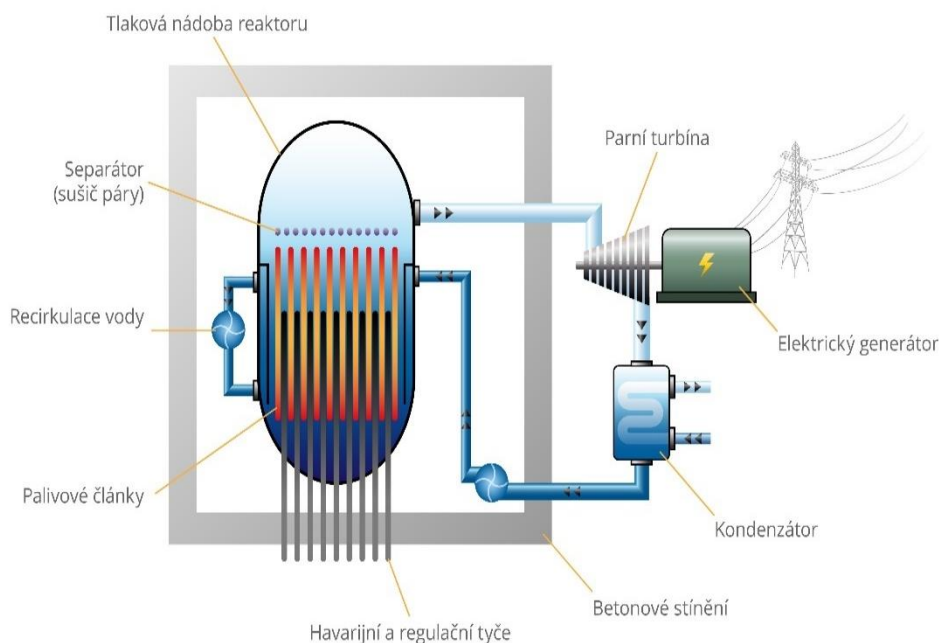 Tlaková nádoba reaktoru
Separátor
(sušič páry)
Recirkulace vody
Palivové články
Havarijní a regulační tyče
Parní turbína
Elektrický generátor
Kondenzátor
Betonové stínění